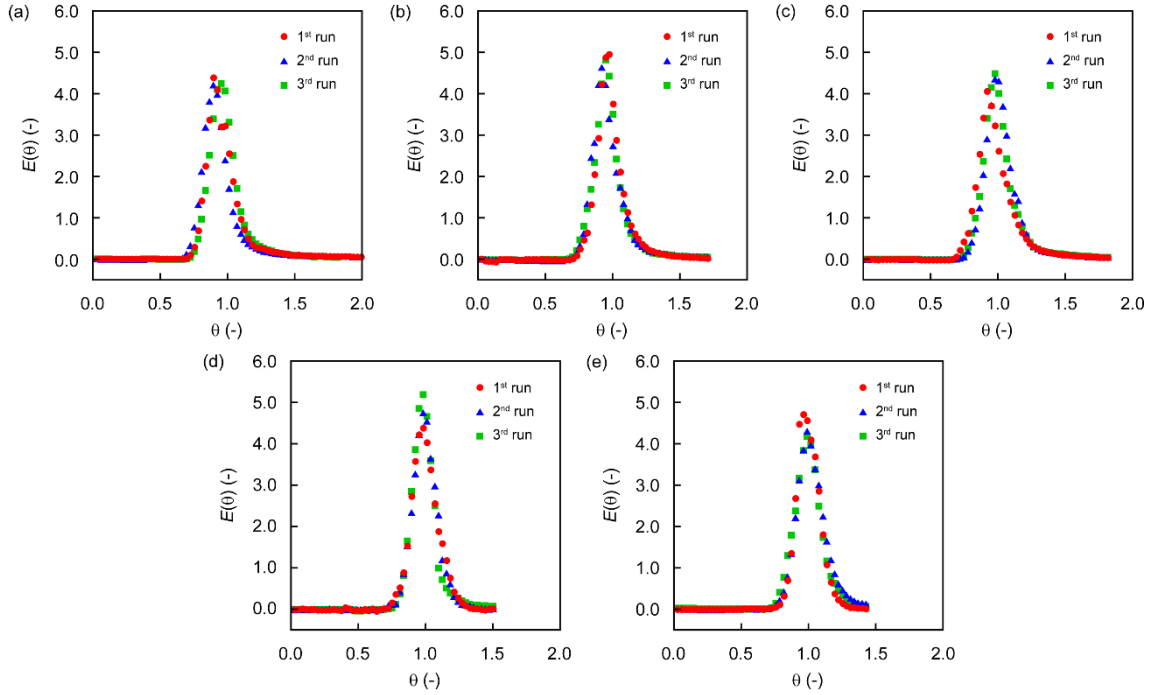 (a)
1st run
2nd run
3rd run
E(θ) (-)
6.0
5.0
4.0
3.0
2.0
1.0
0.0
0.0 0.5 1.0 1.5 2.0
θ (-)
(b)
1st run
2nd run
3rd run
E(θ) (-)
6.0
5.0
4.0
3.0
2.0
1.0
0.0
0.0 0.5 1.0 1.5 2.0
θ (-)
(c)
1st run
2nd run
3rd run
E(θ) (-)
6.0
5.0
4.0
3.0
2.0
1.0
0.0
0.0 0.5 1.0 1.5 2.0
θ (-)
(d)
1st run
2nd run
3rd run
E(θ) (-)
6.0
5.0
4.0
3.0
2.0
1.0
0.0
0.0 0.5 1.0 1.5 2.0
θ (-)
(e)
1st run
2nd run
3rd run
E(θ) (-)
6.0
5.0
4.0
3.0
2.0
1.0
0.0
0.0 0.5 1.0 1.5 2.0
θ (-)